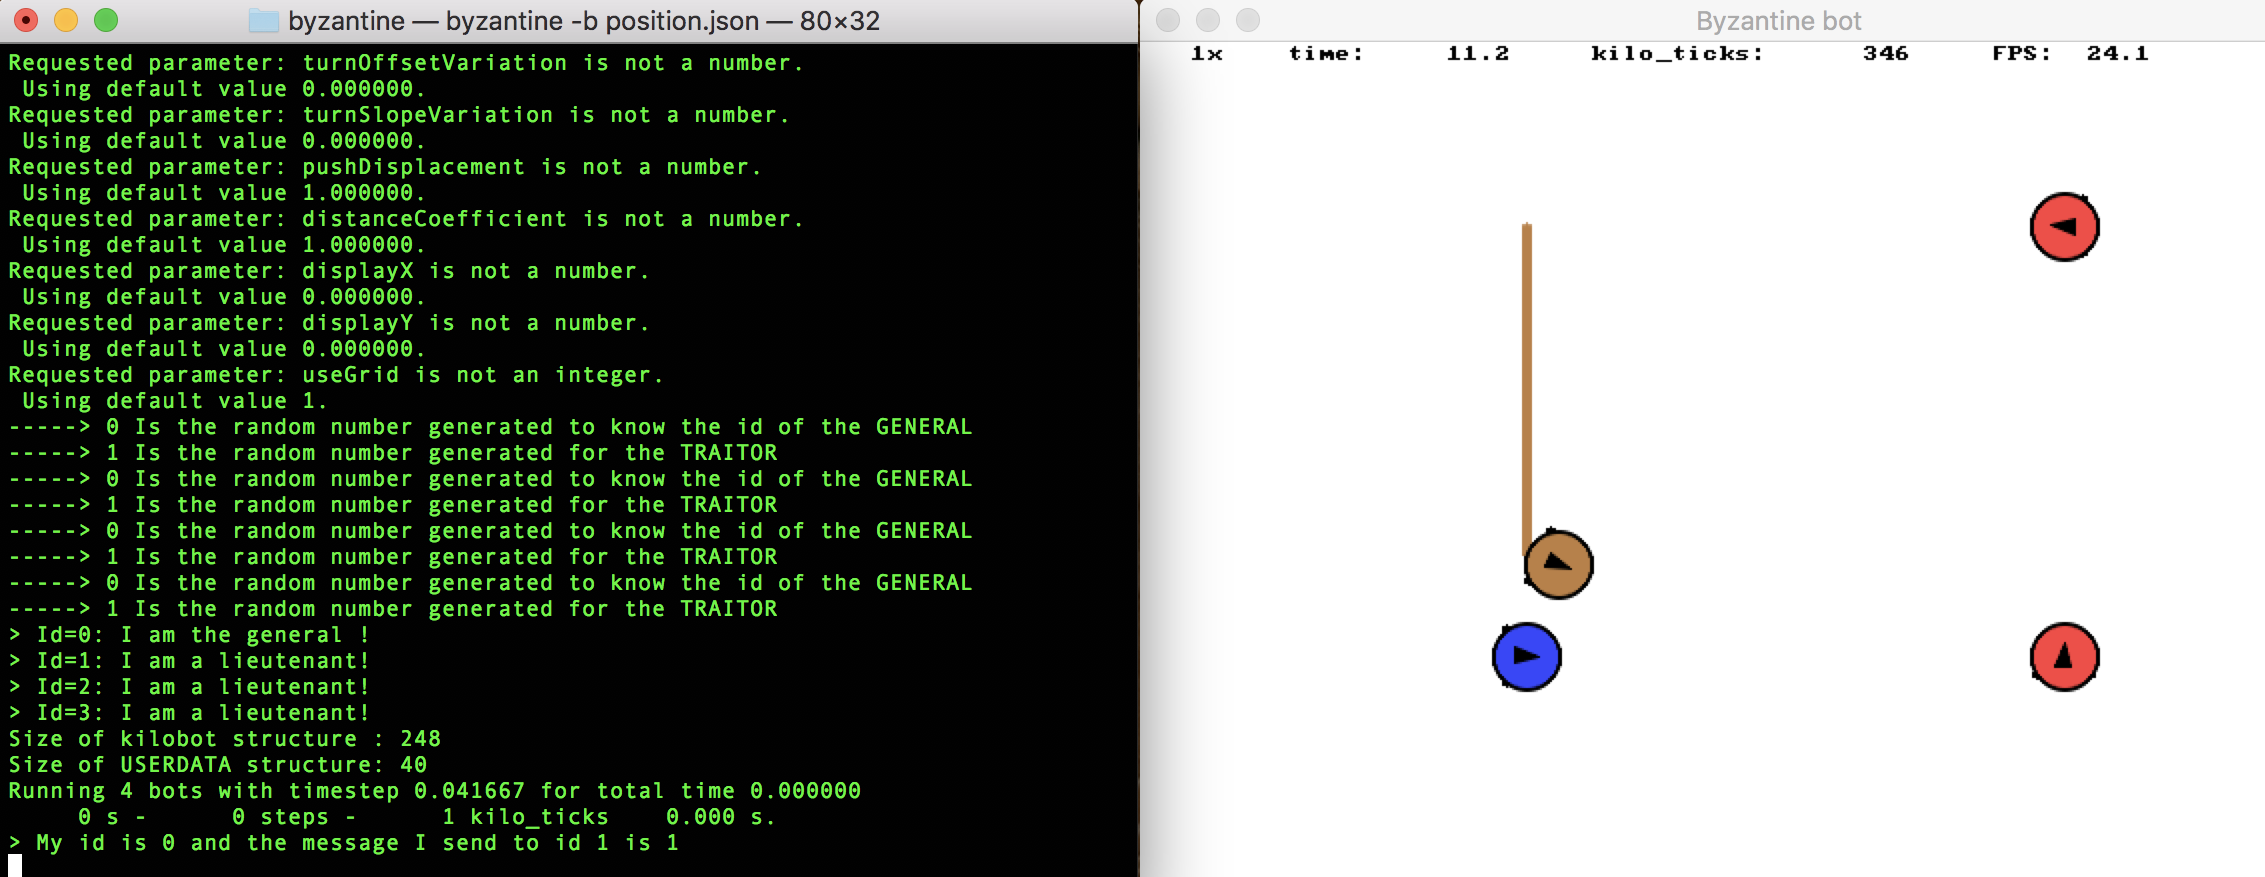 byzantine — byzantine -b position.json — 80×32
Requested parameter: turnOffsetVariation is not a number.
Using default value 0.000000.
Requested parameter: turnSlopeVariation is not a number.
Using default value 0.000000.
Requested parameter: pushDisplacement is not a number.
Using default value 1.000000.
Requested parameter: distanceCoefficient is not a number.
Using default value 1.000000.
Requested parameter: displayX is not a number.
Using default value 0.000000.
Requested parameter: displayY is not a number.
Using default value 0.000000.
Requested parameter: useGrid is not an integer.
Using default value 1.
-----> 0 Is the random number generated to know the id of the GENERAL
-----> 1 Is the random number generated for the TRAITOR
-----> 0 Is the random number generated to know the id of the GENERAL
-----> 1 Is the random number generated for the TRAITOR
-----> 0 Is the random number generated to know the id of the GENERAL
-----> 1 Is the random number generated for the TRAITOR
-----> 0 Is the random number generated to know the id of the GENERAL
-----> 1 Is the random number generated for the TRAITOR
> Id=0: I am the general !
> Id=1: I am a lieutenant!
> Id=2: I am a lieutenant!
> Id=3: I am a lieutenant!
Size of kilobot structure : 248
Size of USERDATA structure: 40
Running 4 bots with timestep 0.041667 for total time 0.000000
0 s - 0 steps - 1 kilo_ticks 0.000 s.
> My id is 0 and the message I send to id 1 is 1
Byzantine bot
1x time: 11.2 kilo_ticks: 346 FPS: 24.1